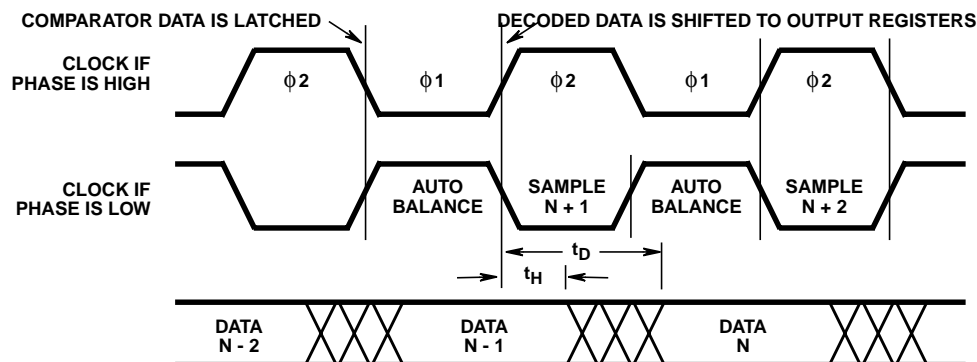 COMPARATOR DATA IS LATCHED
DECODED DATA IS SHIFTED TO OUTPUT REGISTERS
CLOCK IF
PHASE IS HIGH
ϕ2
ϕ1
ϕ2
ϕ1
ϕ2
CLOCK IF
PHASE IS LOW
AUTO
BALANCE
SAMPLE
N + 1
AUTO
BALANCE
SAMPLE
N + 2
tD
tH
DATA
N - 2
DATA
N - 1
DATA
N